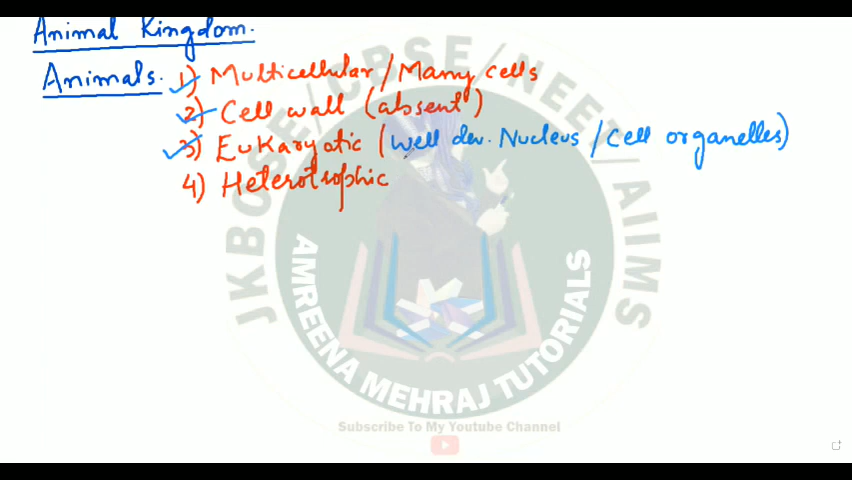 Animal Kingdom.
Animals. 1) Multicellular / Many cells
2) Cell wall (absent)
3) Eukaryotic (Well dev. Nucleus / Cell organelles)
4) Heterotrophic
JKBOSE/CBSE/NEET/AIIMS
AMREENA MEHRAJ TUTORIALS
Subscribe To My Youtube Channel